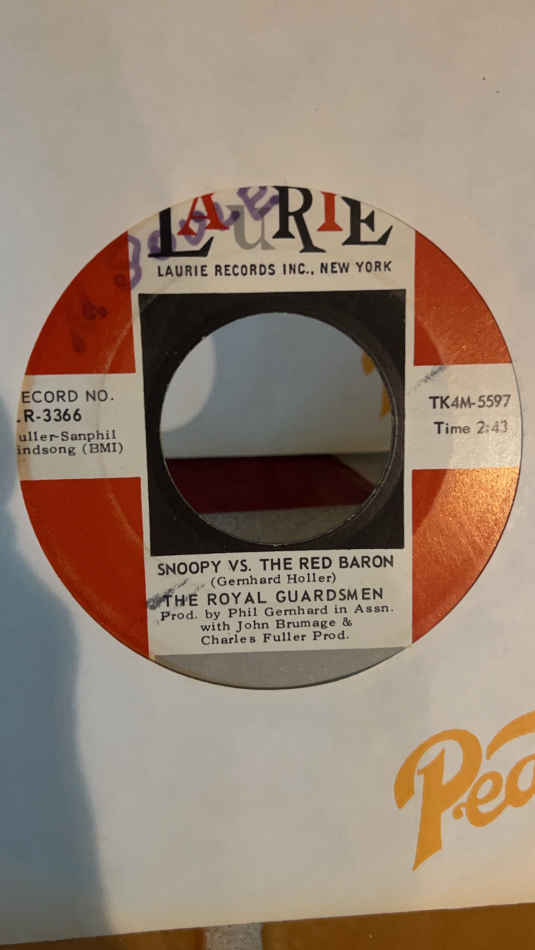 LAuRIE
LAURIE RECORDS INC., NEW YORK
ECORD NO.
LR-3366
uller-Sanphil
indsong (BMI)
TK4M-5597
Time 2:43
SNOOPY VS. THE RED BARON
(Gernhard Holler)
THE ROYAL GUARDSMEN
Prod. by Phil Gernhard in Assn.
with John Brumage &
Charles Fuller Prod.
Pea